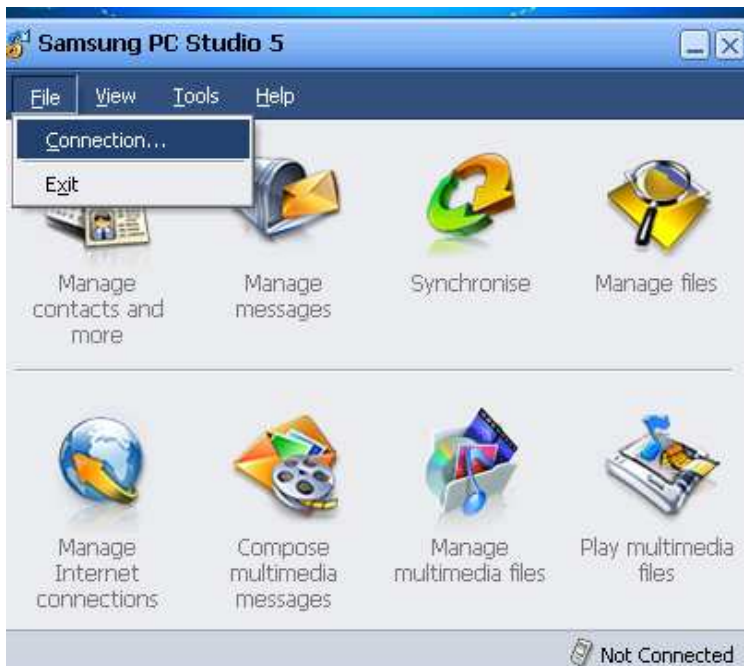 Samsung PC Studio 5
File View Tools Help
Connection...
Exit
Manage contacts and more
Manage messages
Synchronise
Manage files
Manage Internet connections
Compose multimedia messages
Manage multimedia files
Play multimedia files
Not Connected